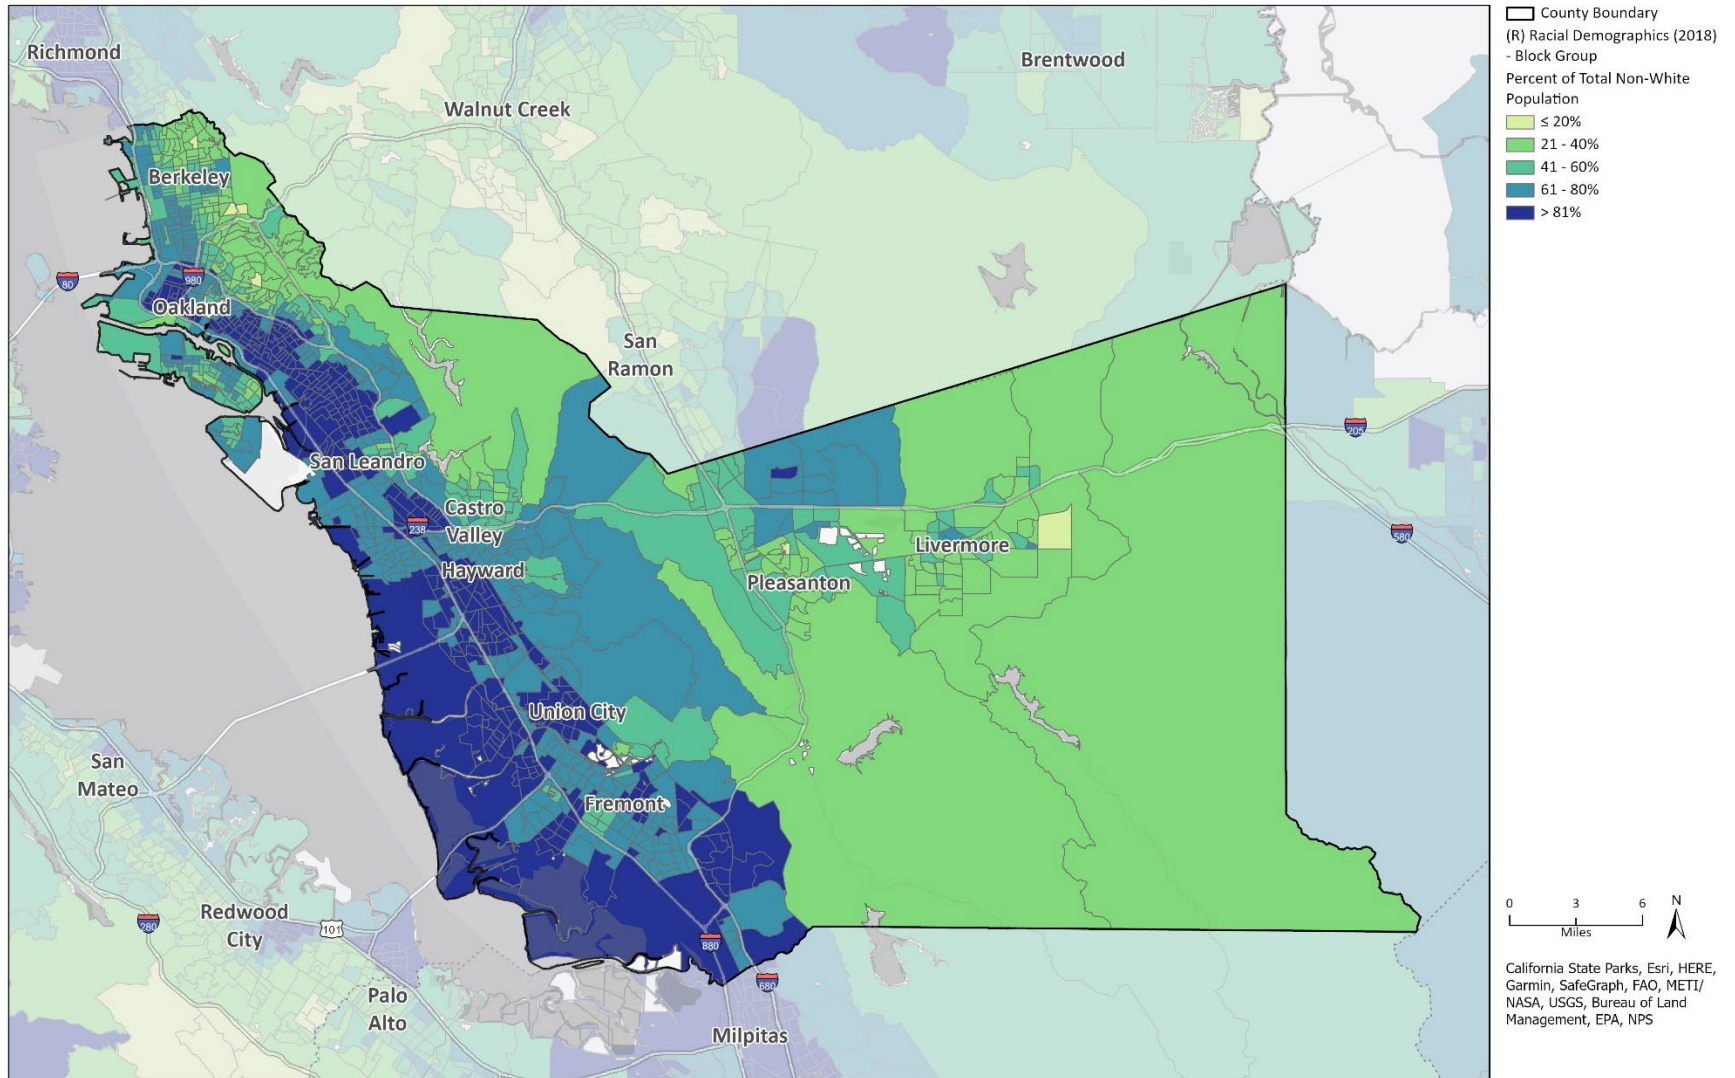 County Boundary
(R) Racial Demographics (2018)
- Block Group
Percent of Total Non-White
Population
≤ 20%
21 - 40%
41 - 60%
61 - 80%
> 81%
Richmond
Brentwood
Walnut Creek
Berkeley
80
980
Oakland
San
Ramon
205
San Leandro
Castro
Valley
238
580
Livermore
Hayward
Pleasanton
Union City
San
Mateo
Fremont
Redwood
City
280
101
880
680
Palo
Alto
Milpitas
0 3 6
Miles
N
California State Parks, Esri, HERE,
Garmin, SafeGraph, FAO, METI/
NASA, USGS, Bureau of Land
Management, EPA, NPS